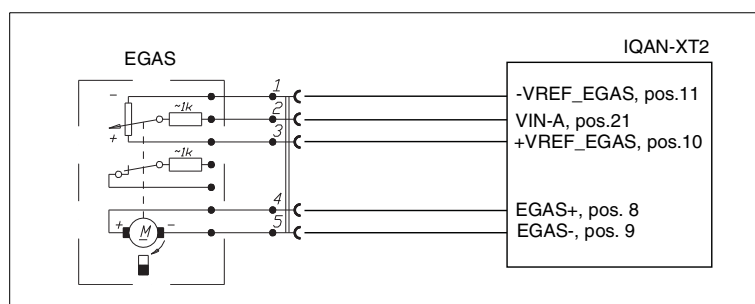 IQAN-XT2
EGAS
-
1
-VREF_EGAS, pos.11
~1k
2
VIN-A, pos.21
+
3
+VREF_EGAS, pos.10
~1k
4
EGAS+, pos. 8
+
M
-
5
EGAS-, pos. 9